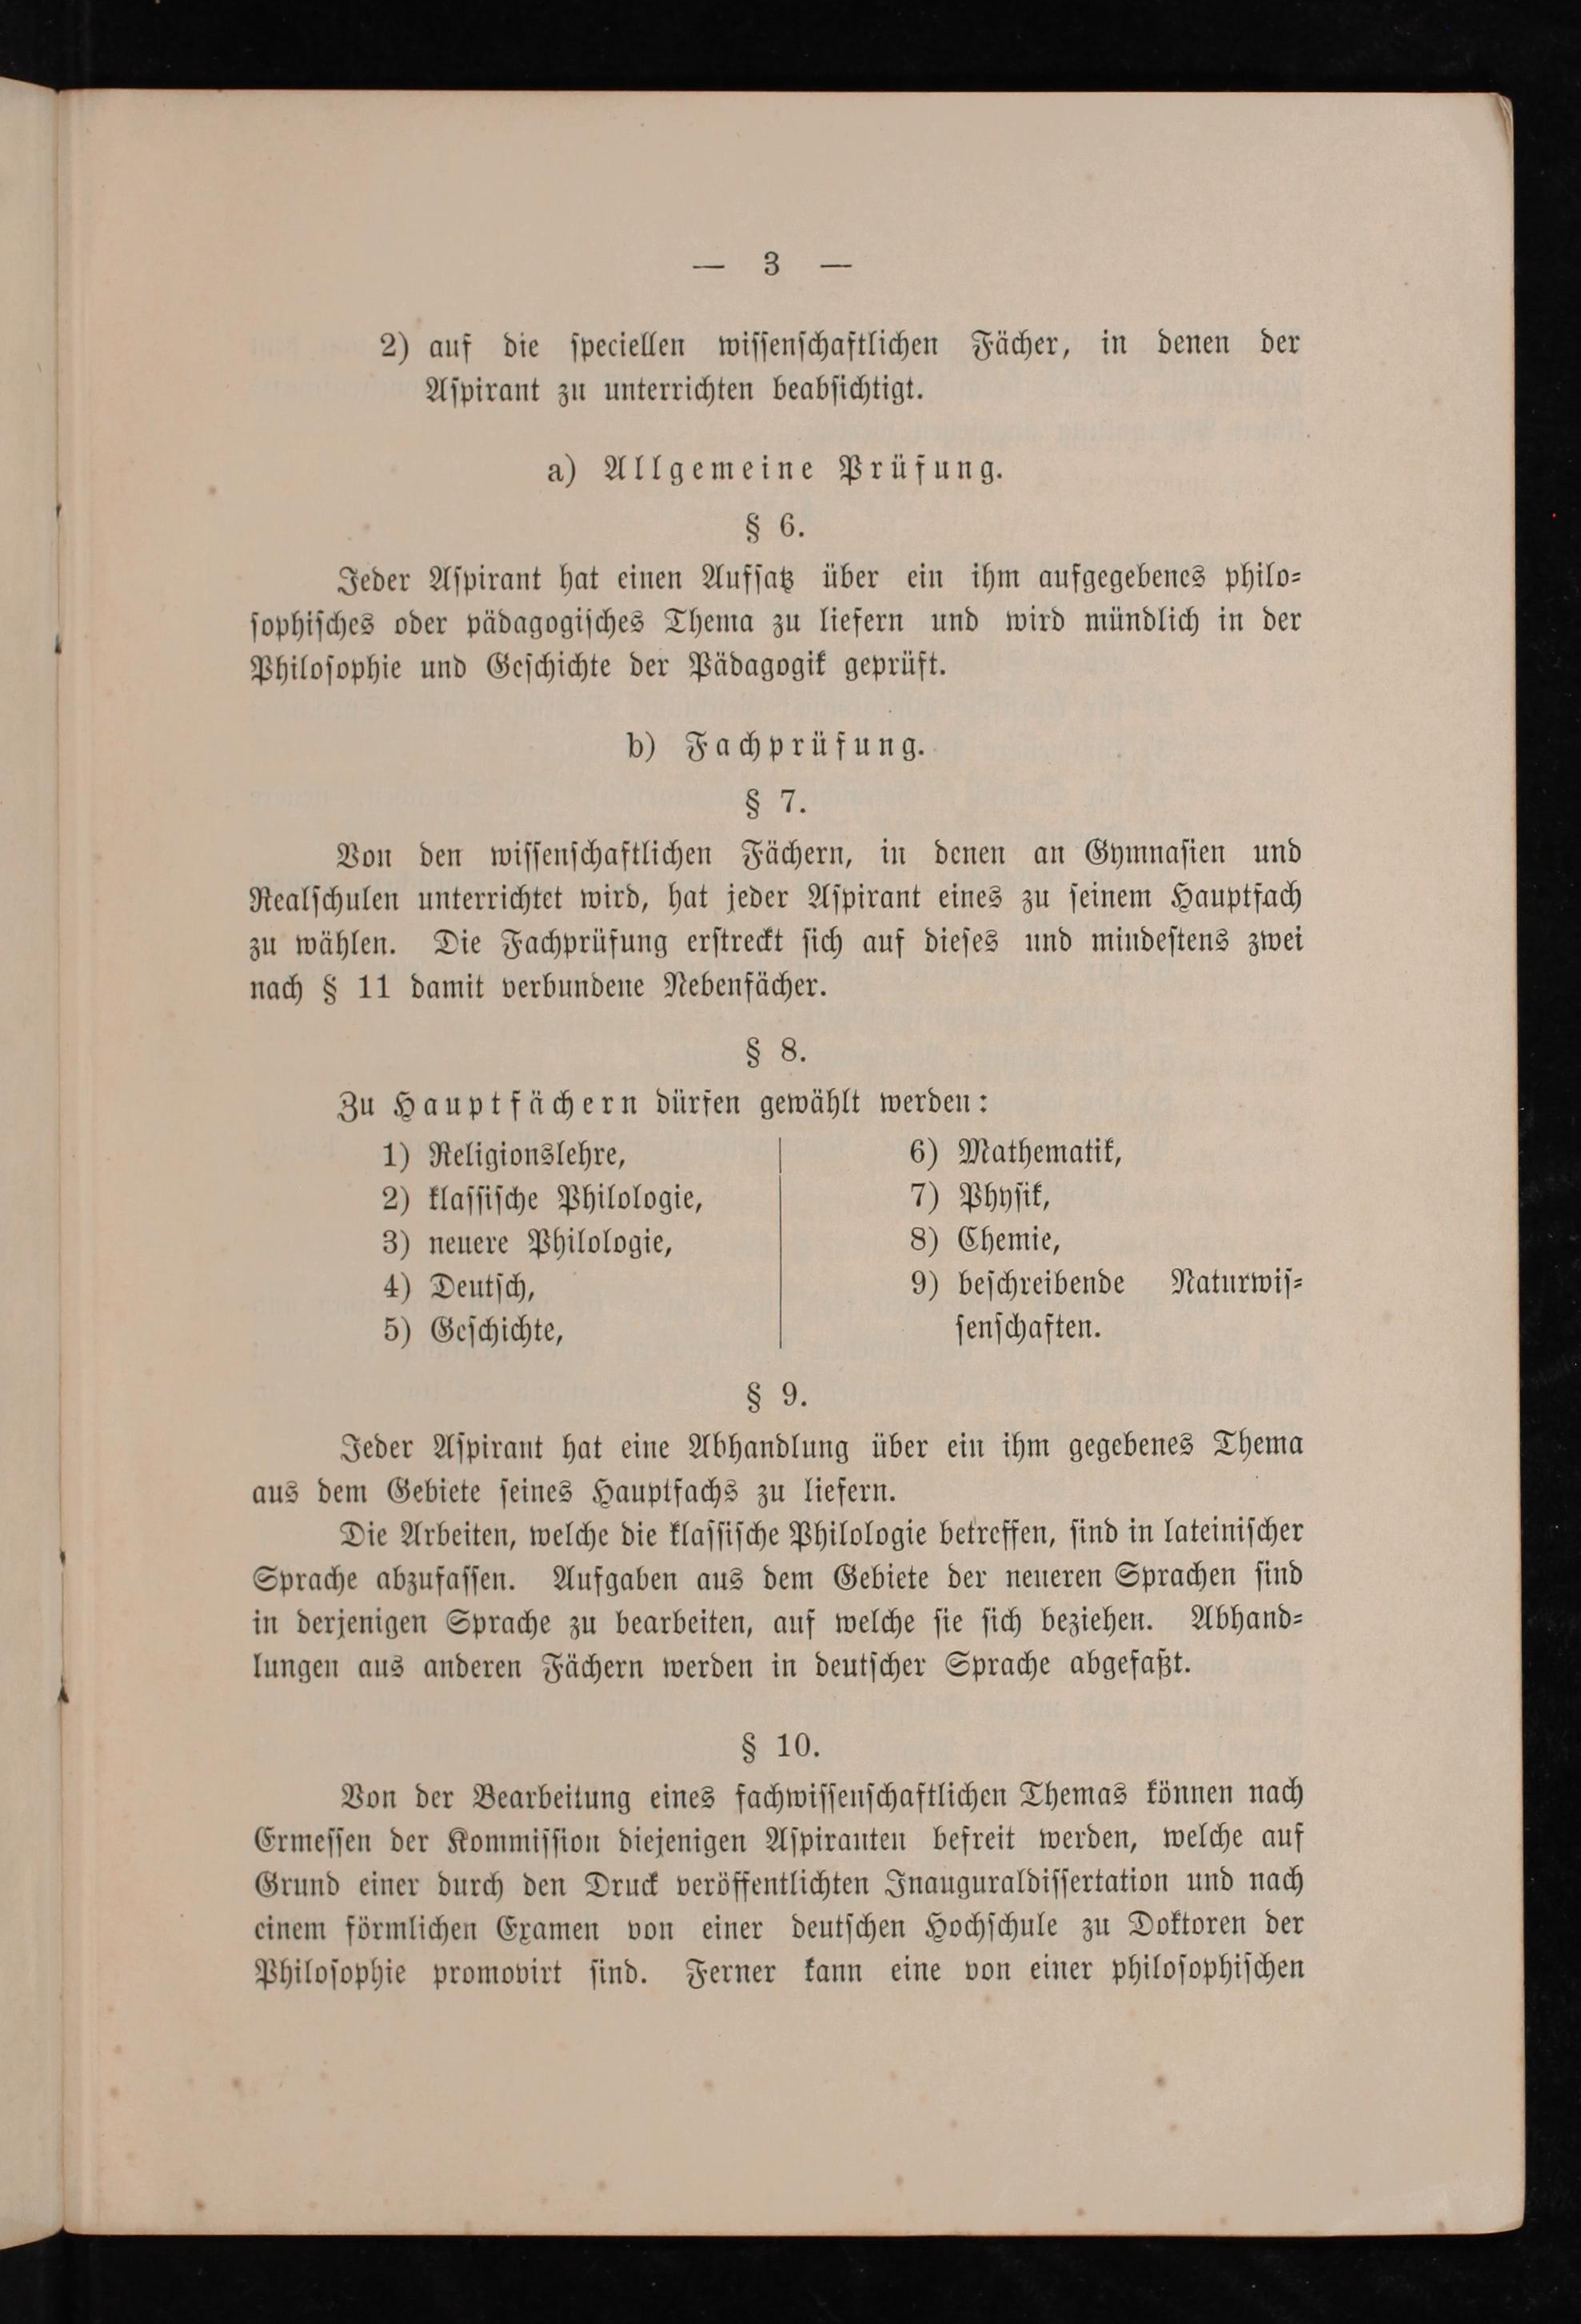 — 3 —
2) auf die speciellen wissenschaftlichen Fächer, in denen der
Aspirant zu unterrichten beabsichtigt.
a) Allgemeine Prüfung.
§ 6.
Jeder Aspirant hat einen Aufsatz über ein ihm aufgegebenes philo-
sophisches oder pädagogisches Thema zu liefern und wird mündlich in der
Philosophie und Geschichte der Pädagogik geprüft.
b) Fachprüfung.
§ 7.
Von den wissenschaftlichen Fächern, in denen an Gymnasien und
Realschulen unterrichtet wird, hat jeder Aspirant eines zu seinem Hauptfach
zu wählen. Die Fachprüfung erstreckt sich auf dieses und mindestens zwei
nach § 11 damit verbundene Nebenfächer.
§ 8.
Zu Hauptfächern dürfen gewählt werden:
1) Religionslehre,
2) klassische Philologie,
3) neuere Philologie,
4) Deutsch,
5) Geschichte,
6) Mathematik,
7) Physik,
8) Chemie,
9) beschreibende Naturwis-
senschaften.
§ 9.
Jeder Aspirant hat eine Abhandlung über ein ihm gegebenes Thema
aus dem Gebiete seines Hauptfachs zu liefern.
Die Arbeiten, welche die klassische Philologie betreffen, sind in lateinischer
Sprache abzufassen. Aufgaben aus dem Gebiete der neueren Sprachen sind
in derjenigen Sprache zu bearbeiten, auf welche sie sich beziehen. Abhand-
lungen aus anderen Fächern werden in deutscher Sprache abgefaßt.
§ 10.
Von der Bearbeitung eines fachwissenschaftlichen Themas können nach
Ermessen der Kommission diejenigen Aspiranten befreit werden, welche auf
Grund einer durch den Druck veröffentlichten Inauguraldissertation und nach
einem förmlichen Examen von einer deutschen Hochschule zu Doktoren der
Philosophie promovirt sind. Ferner kann eine von einer philosophischen